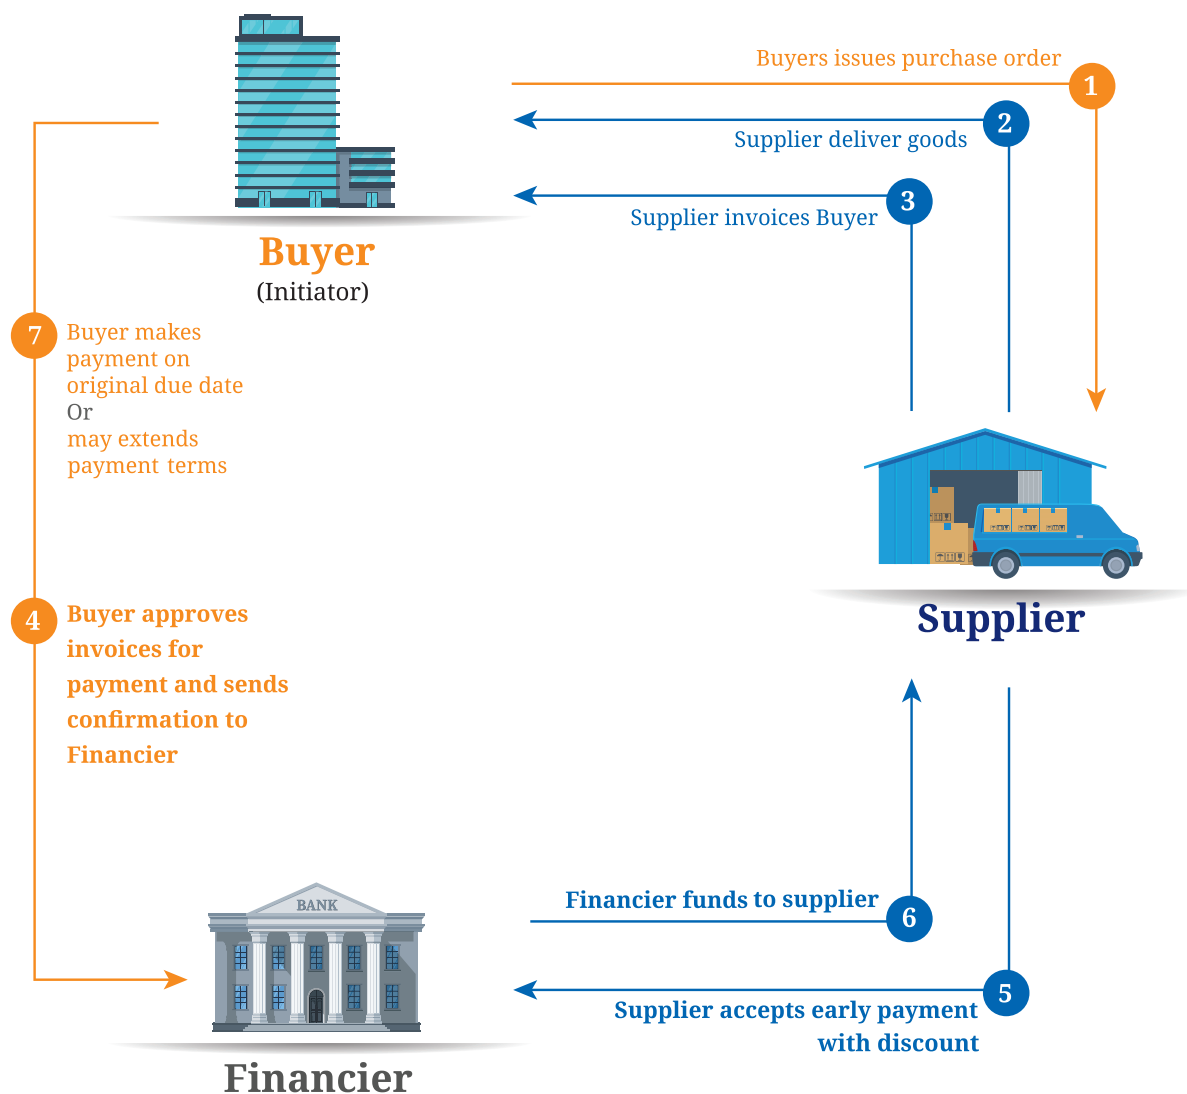 Buyers issues purchase order
1
2
Supplier deliver goods
3
Supplier invoices Buyer
Buyer
(Initiator)
7
Buyer makes
payment on
original due date
Or
may extends
payment terms
Supplier
4
Buyer approves
invoices for
payment and sends
confirmation to
Financier
BANK
Financier funds to supplier
6
5
Supplier accepts early payment
with discount
Financier